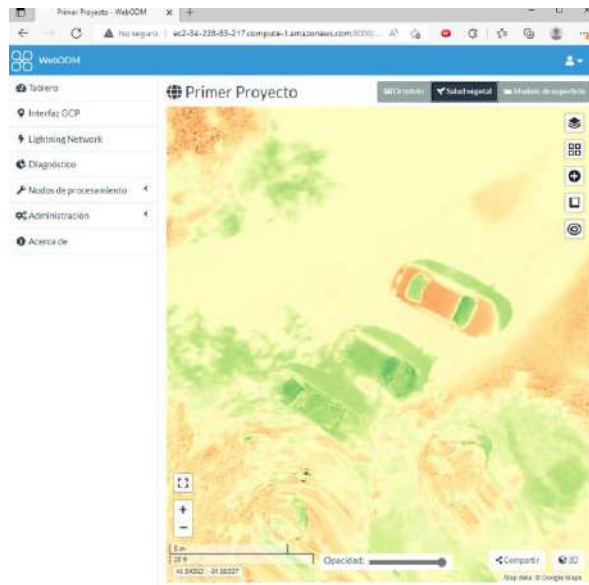 Primer Proyecto - WebODM
No seguro
WebODM
Tablero
Primer Proyecto
Ortofoto
Salud vegetal
Modelo de superficie
Interfaz GCP
Lightning Network
Diagnóstico
Nodos de procesamiento
Administración
Acerca de
Opacidad:
Compartir
3D
Map data © Google Maps